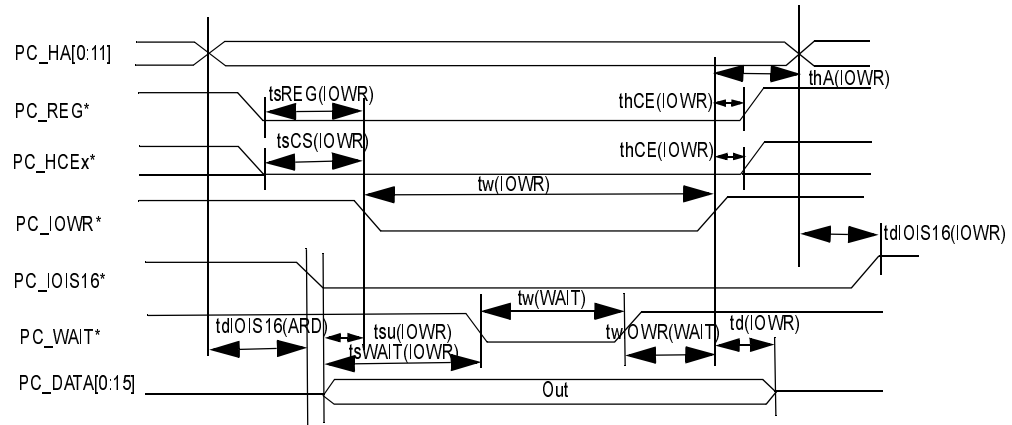 PC_HA[0:11]
thA(IOWR)
PC_REG*
tsREG(IOWR)
thCE(IOWR)
PC_HCEx*
tsCS(IOWR)
thCE(IOWR)
tw(IOWR)
PC_IOWR*
tdIOIS16(IOWR)
PC_IOIS16*
tw(WAIT)
PC_WAIT*
tdIOIS16(ARD)
tsu(IOWR)
twIOWR(WAIT)
td(IOWR)
tsWAIT(IOWR)
PC_DATA[0:15]
Out